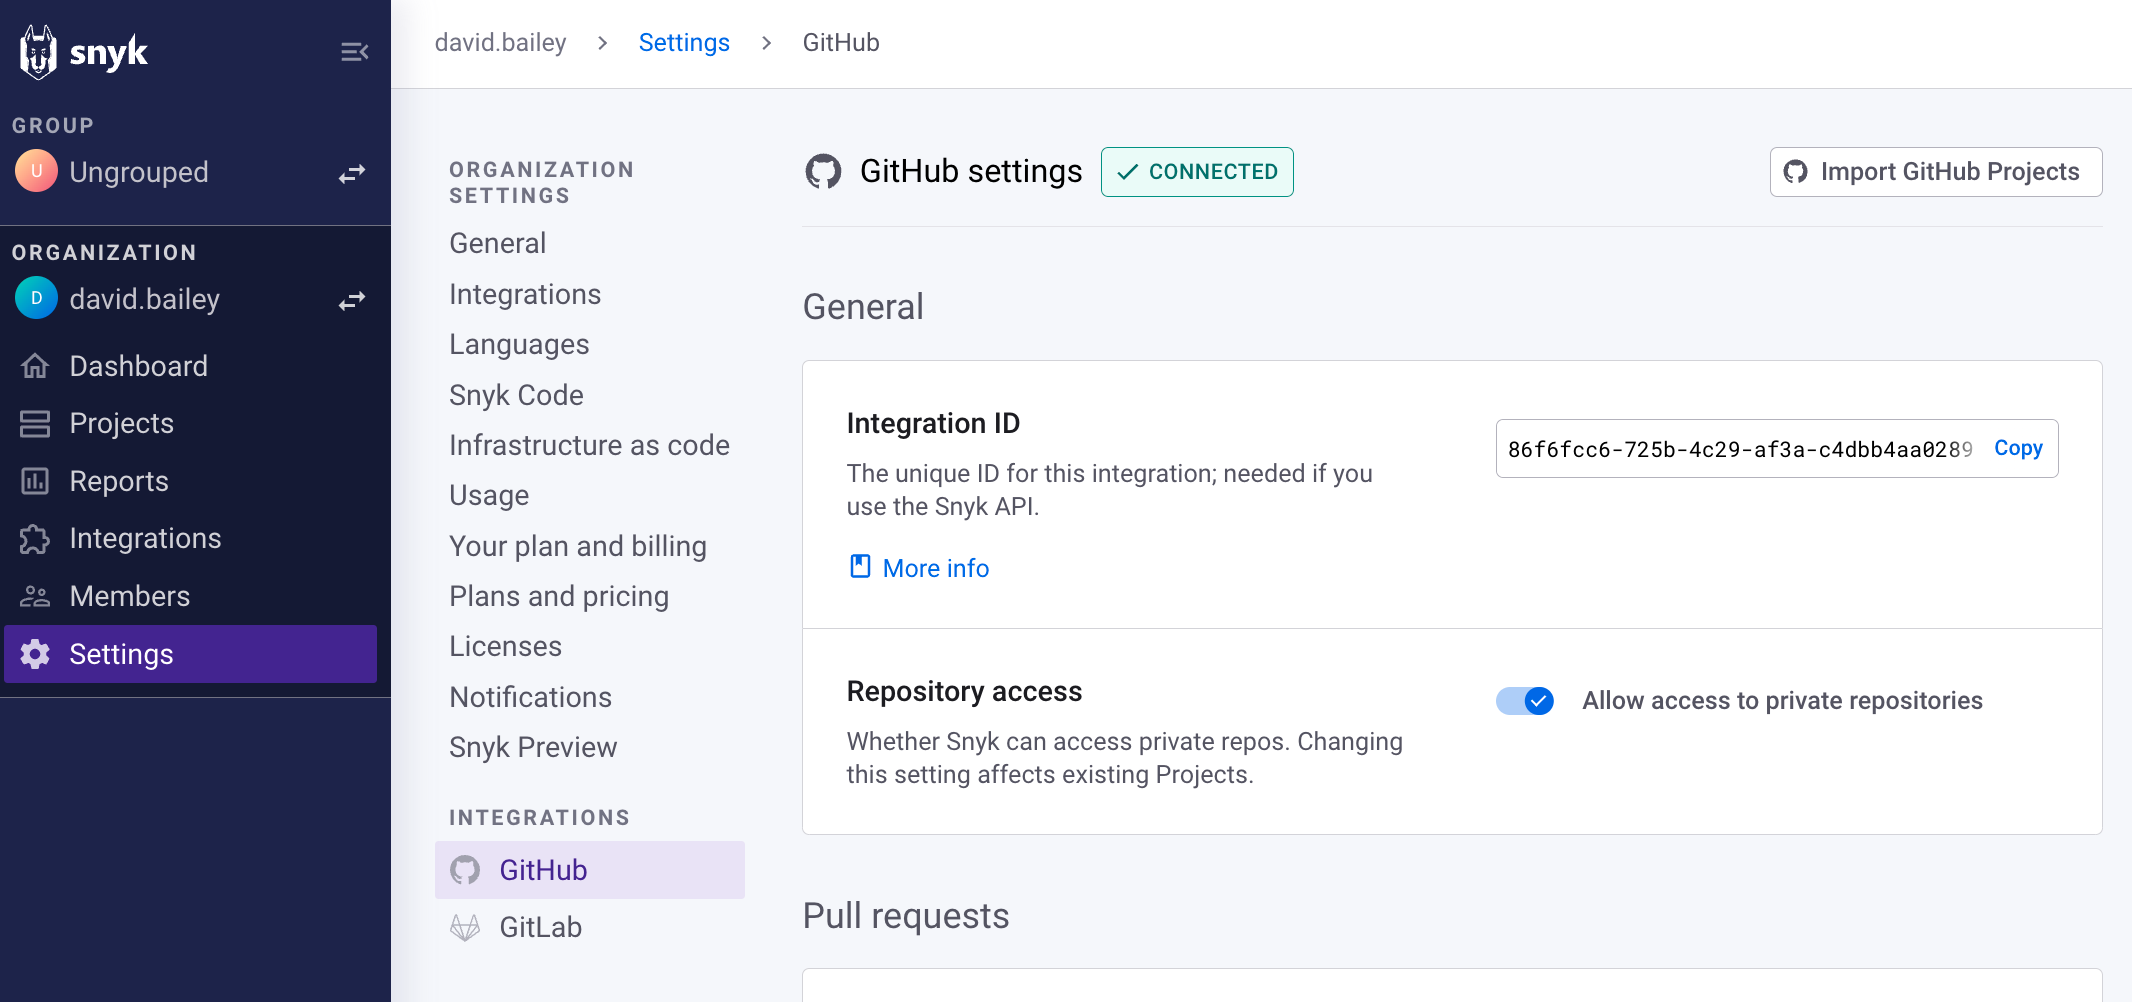 snyk
GROUP
U
Ungrouped
ORGANIZATION
D
david.bailey
Dashboard
Projects
Reports
Integrations
Members
Settings
david.bailey > Settings > GitHub
ORGANIZATION
SETTINGS
General
Integrations
Languages
Snyk Code
Infrastructure as code
Usage
Your plan and billing
Plans and pricing
Licenses
Notifications
Snyk Preview
INTEGRATIONS
GitHub
GitLab
GitHub settings
CONNECTED
Import GitHub Projects
General
Integration ID
The unique ID for this integration; needed if you
use the Snyk API.
More info
86f6fcc6-725b-4c29-af3a-c4dbb4aa0289
Copy
Repository access
Whether Snyk can access private repos. Changing
this setting affects existing Projects.
Allow access to private repositories
Pull requests